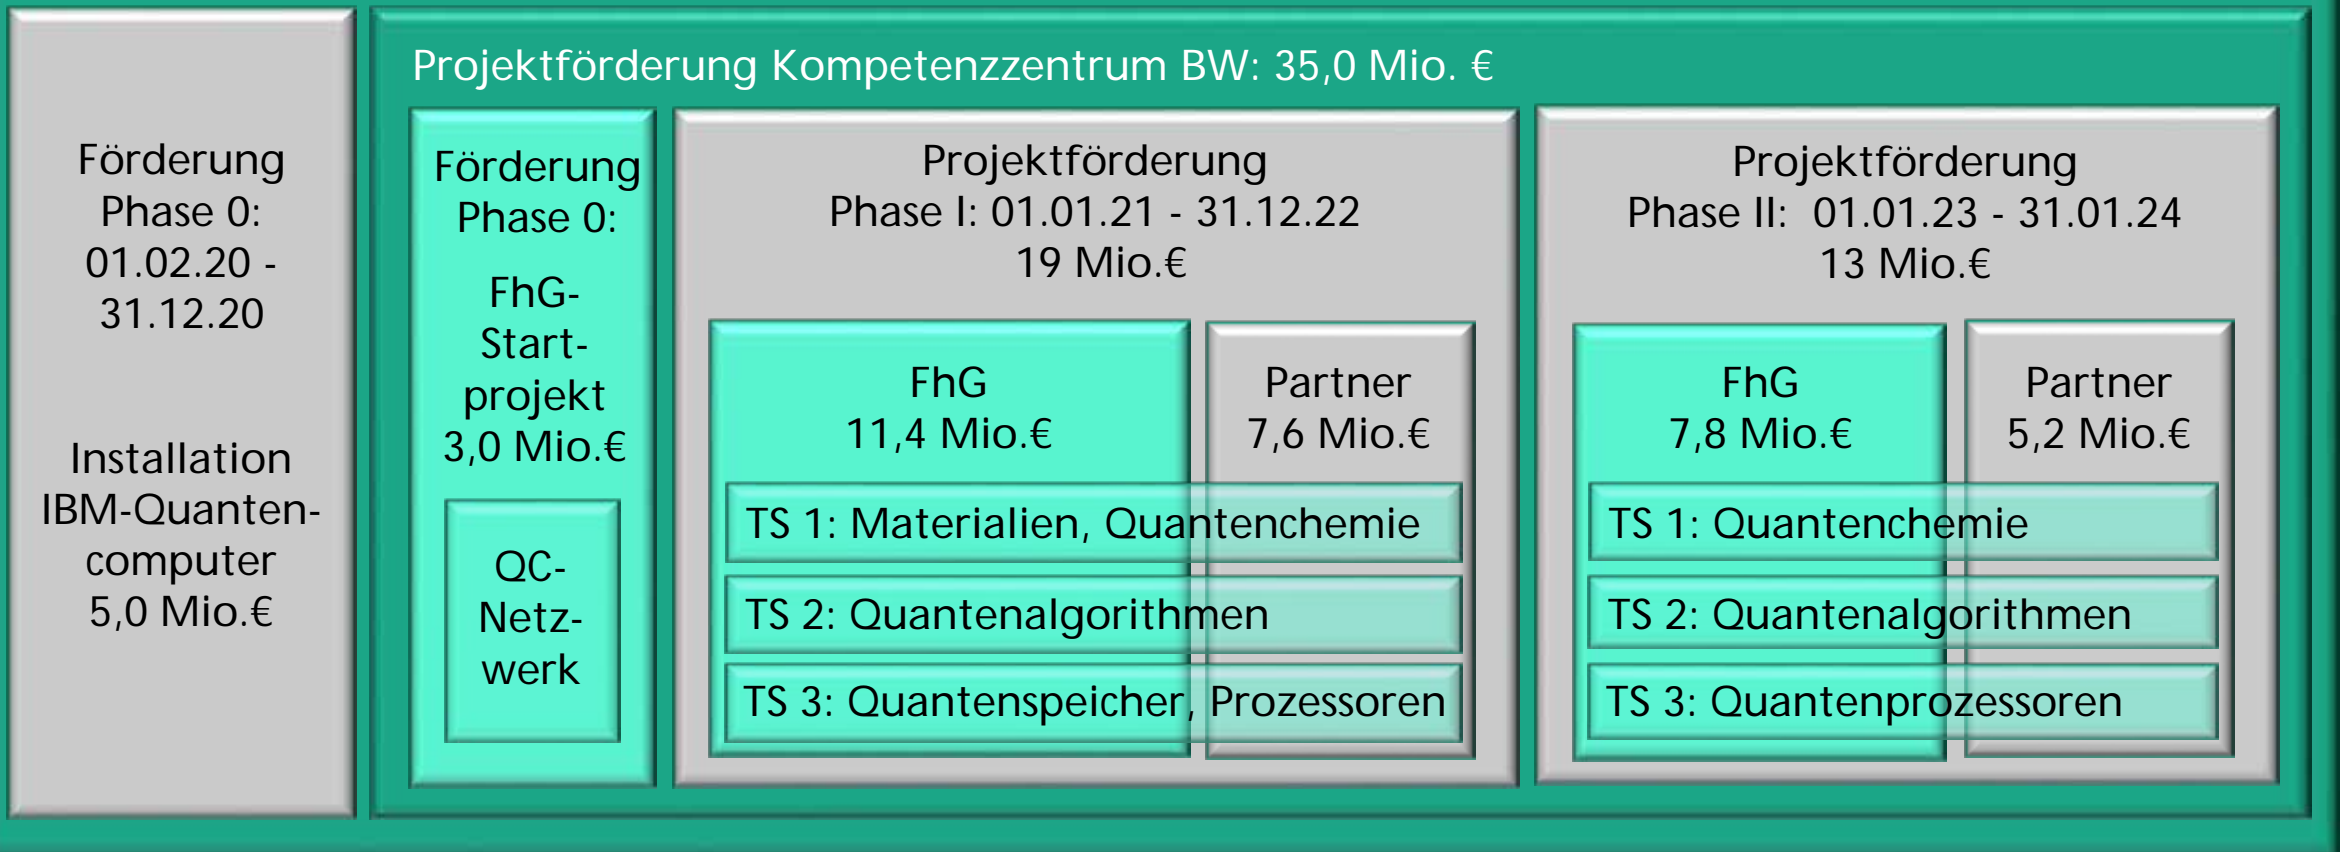 Förderung
Phase 0:
01.02.20 -
31.12.20
Installation
IBM-Quanten-
computer
5,0 Mio.€
Projektförderung Kompetenzzentrum BW: 35,0 Mio. €
Förderung
Phase 0:
FhG-
Start-
projekt
3,0 Mio.€
QC-
Netz-
werk
Projektförderung
Phase I: 01.01.21 - 31.12.22
19 Mio.€
FhG
11,4 Mio.€
Partner
7,6 Mio.€
TS 1: Materialien, Quantenchemie
TS 2: Quantenalgorithmen
TS 3: Quantenspeicher, Prozessoren
Projektförderung
Phase II:  01.01.23 - 31.01.24
13 Mio.€
FhG
7,8 Mio.€
Partner
5,2 Mio.€
TS 1: Quantenchemie
TS 2: Quantenalgorithmen
TS 3: Quantenprozessoren